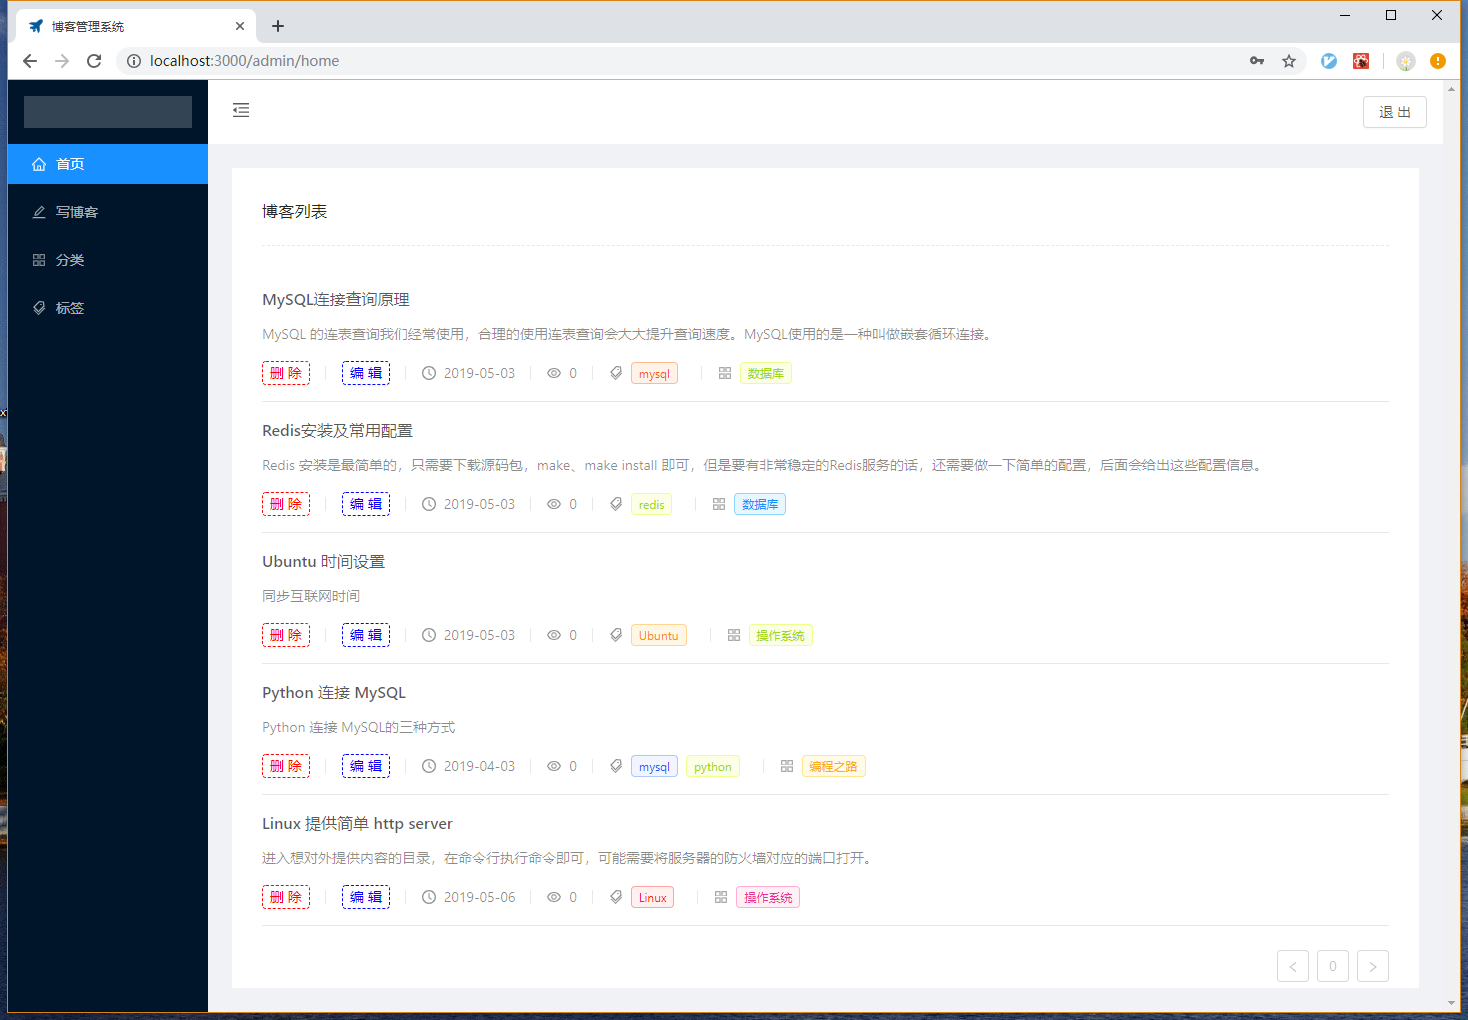 博客管理系统
localhost:3000/admin/home
退 出
首页
写博客
分类
标签
博客列表
MySQL连接查询原理
MySQL 的连表查询我们经常使用，合理的使用连表查询会大大提升查询速度。MySQL使用的是一种叫做嵌套循环连接。
删 除 编 辑 2019-05-03 0 mysql 数据库
Redis安装及常用配置
Redis 安装是最简单的，只需要下载源码包，make、make install 即可，但是要有非常稳定的Redis服务的话，还需要做一下简单的配置，后面会给出这些配置信息。
删 除 编 辑 2019-05-03 0 redis 数据库
Ubuntu 时间设置
同步互联网时间
删 除 编 辑 2019-05-03 0 Ubuntu 操作系统
Python 连接 MySQL
Python 连接 MySQL的三种方式
删 除 编 辑 2019-04-03 0 mysql python 编程之路
Linux 提供简单 http server
进入想对外提供内容的目录，在命令行执行命令即可，可能需要将服务器的防火墙对应的端口打开。
删 除 编 辑 2019-05-06 0 Linux 操作系统
< 0 >